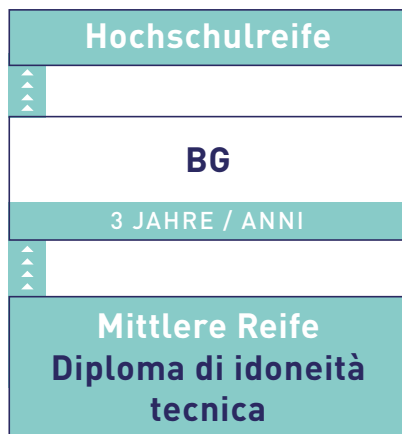 Hochschulreife
BG
3 JAHRE / ANNI
Mittlere Reife
Diploma di idoneità
tecnica